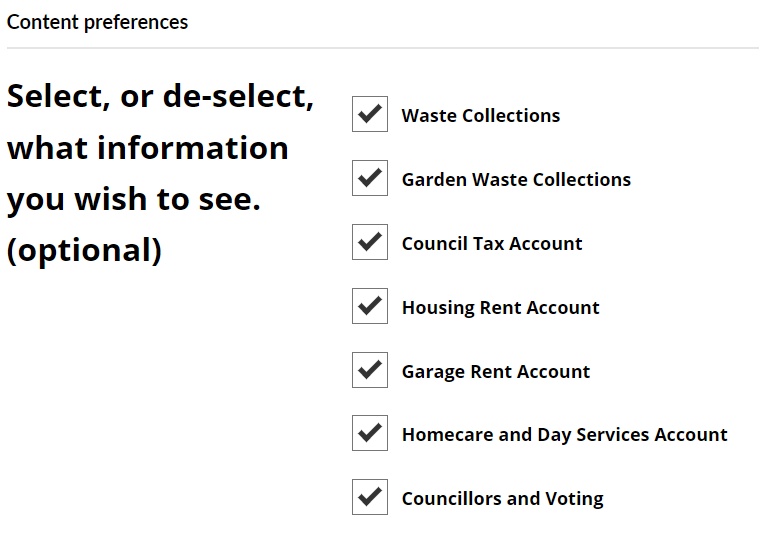 Content preferences
Select, or de-select,
what information
you wish to see.
(optional)
Waste Collections
Garden Waste Collections
Council Tax Account
Housing Rent Account
Garage Rent Account
Homecare and Day Services Account
Councillors and Voting